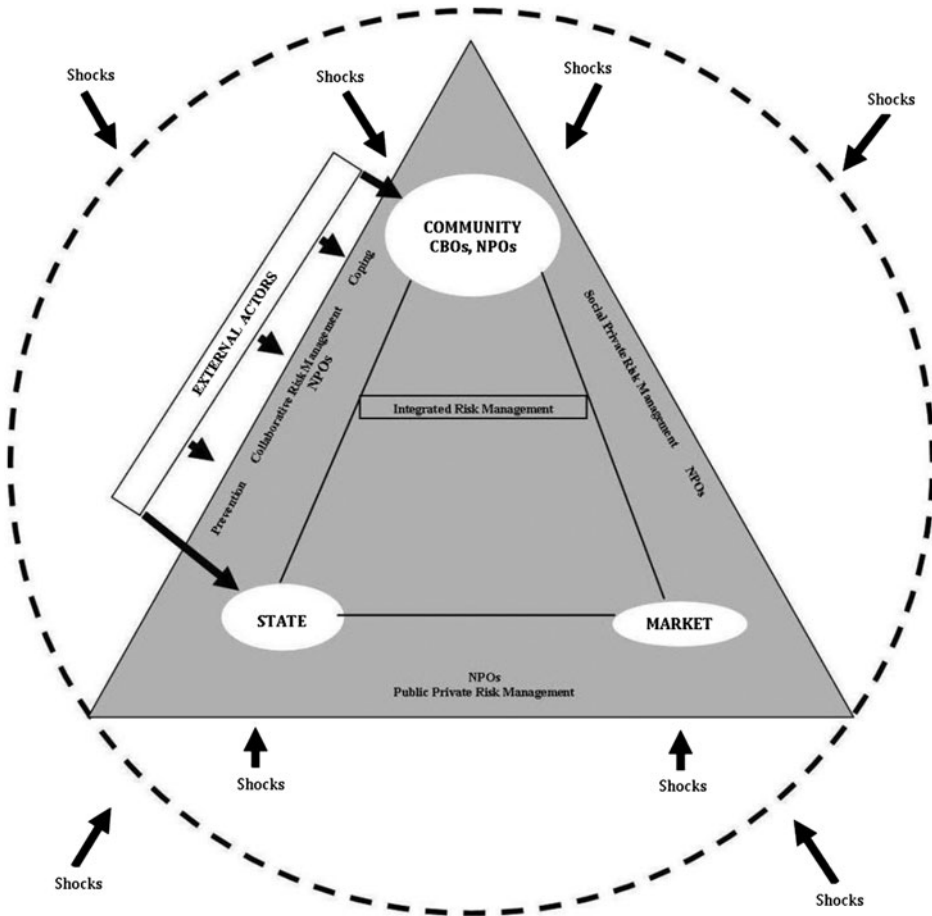 Shocks
Shocks
Shocks
Shocks
COMMUNITY
CBOs, NPOs
EXTERNAL ACTORS
Coping
Collaborative Risk Management
NPOs
Prevention
Social Private Risk Management
NPOs
Integrated Risk Management
STATE
MARKET
NPOs
Public Private Risk Management
Shocks
Shocks
Shocks
Shocks